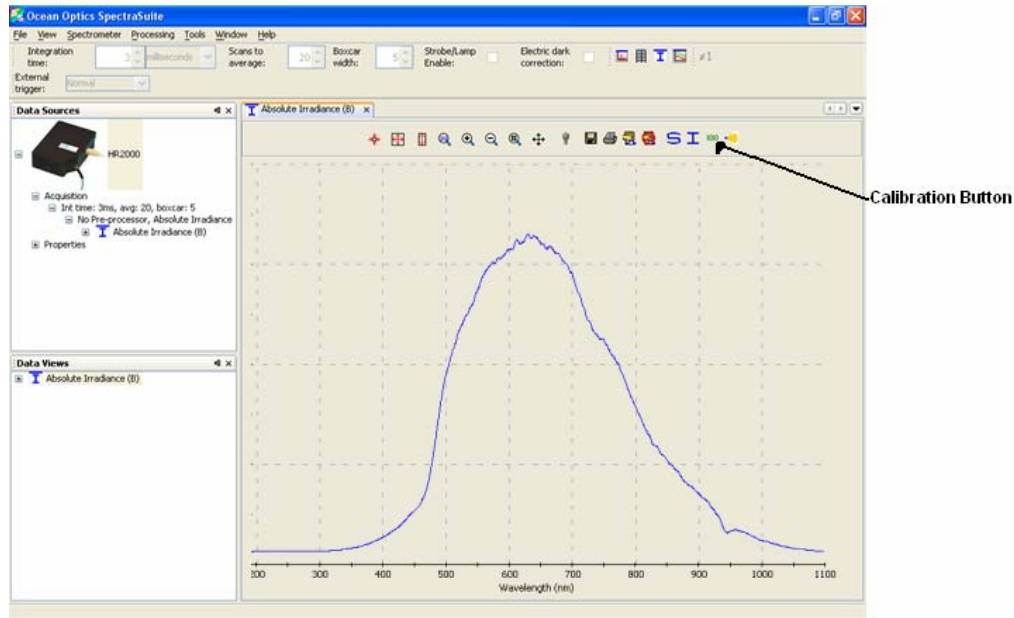 Ocean Optics SpectraSuite
File View Spectrometer Processing Tools Window Help
Integration time: 3 milliseconds Scans to average: 20 Boxcar width: 5 Strobe/Lamp Enable: Electric dark correction:
External trigger: Normal
Data Sources
Absolute Irradiance (B)
HR2000
Acquisition
Int time: 3ms, avg: 20, boxcar: 5
No Pre-processor, Absolute Irradiance
Absolute Irradiance (B)
Properties
S I
Calibration Button
Data Views
Absolute Irradiance (B)
200 300 400 500 600 700 800 900 1000 1100
Wavelength (nm)